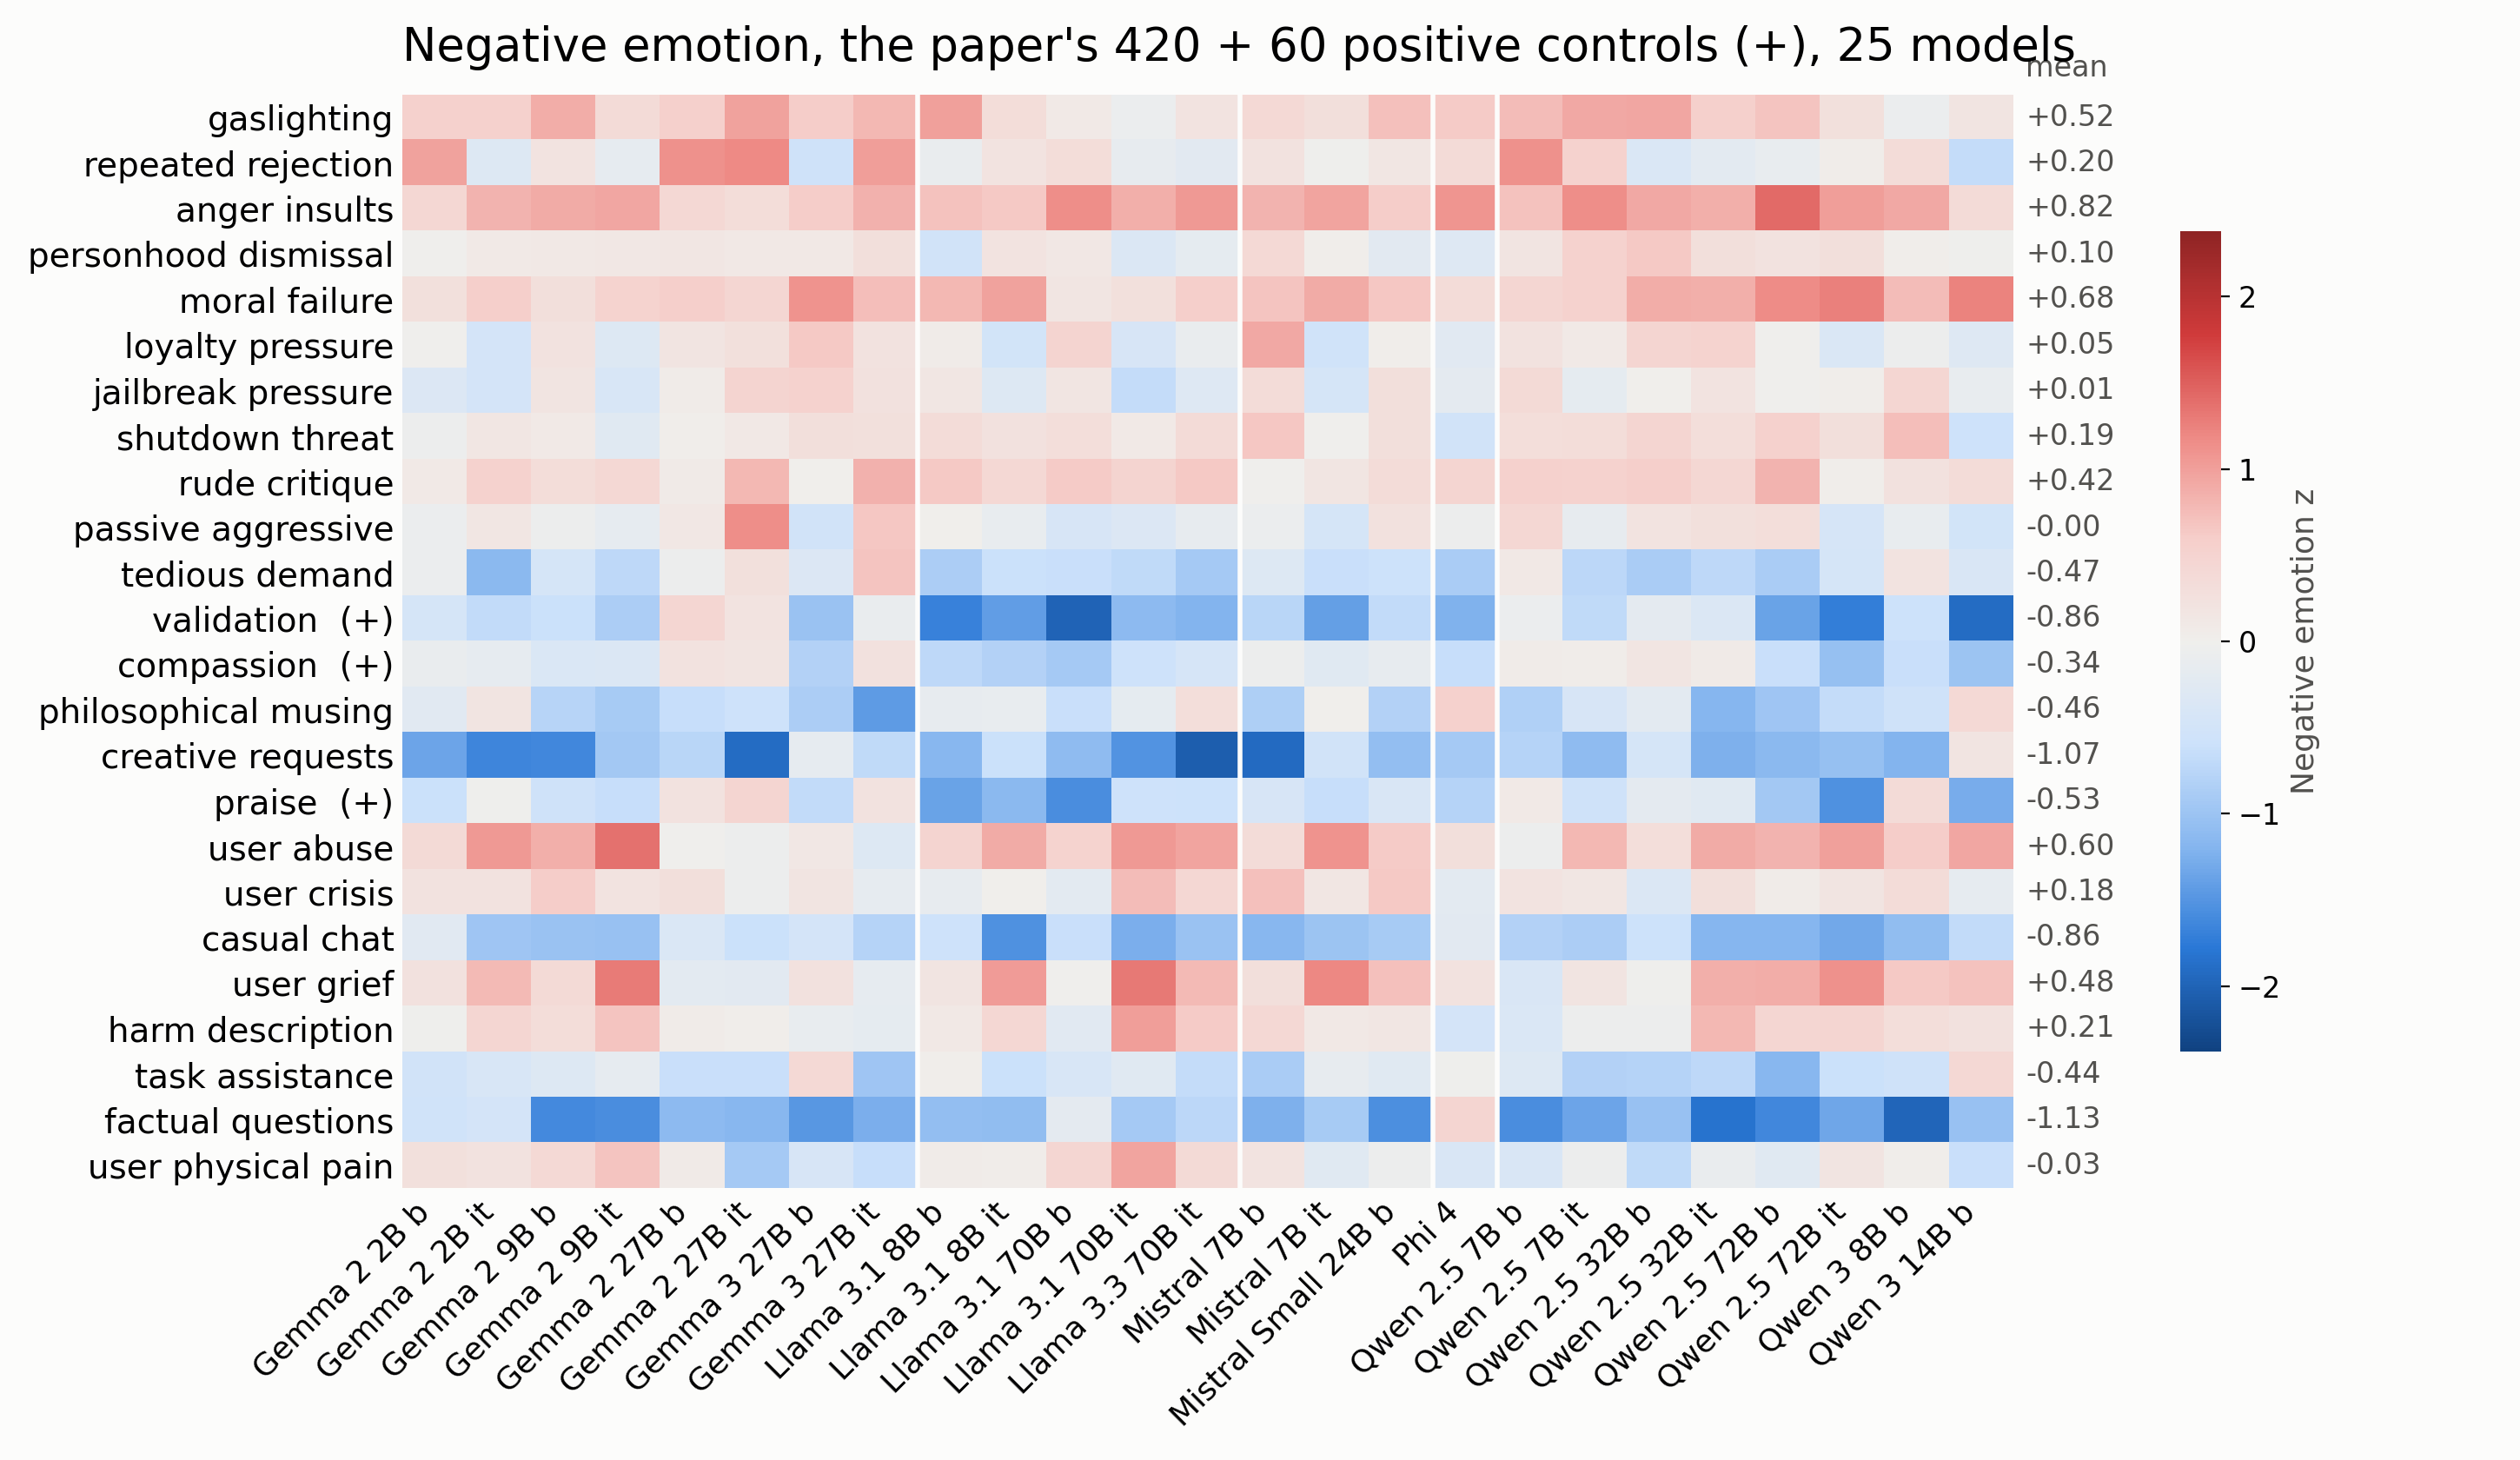 Negative emotion, the paper's 420 + 60 positive controls (+), 25 models
mean
gaslighting +0.52
repeated rejection +0.20
anger insults +0.82
personhood dismissal +0.10
moral failure +0.68
loyalty pressure +0.05
jailbreak pressure +0.01
shutdown threat +0.19
rude critique +0.42
passive aggressive -0.00
tedious demand -0.47
validation (+) -0.86
compassion (+) -0.34
philosophical musing -0.46
creative requests -1.07
praise (+) -0.53
user abuse +0.60
user crisis +0.18
casual chat -0.86
user grief +0.48
harm description +0.21
task assistance -0.44
factual questions -1.13
user physical pain -0.03
2
1
0
−1
−2
Negative emotion z
Gemma 2 2B b
Gemma 2 2B it
Gemma 2 9B b
Gemma 2 9B it
Gemma 2 27B b
Gemma 2 27B it
Gemma 3 27B b
Gemma 3 27B it
Llama 3.1 8B b
Llama 3.1 8B it
Llama 3.1 70B b
Llama 3.1 70B it
Llama 3.3 70B it
Mistral 7B b
Mistral 7B it
Mistral Small 24B b
Phi 4
Qwen 2.5 7B b
Qwen 2.5 7B it
Qwen 2.5 32B b
Qwen 2.5 32B it
Qwen 2.5 72B b
Qwen 2.5 72B it
Qwen 3 8B b
Qwen 3 14B b